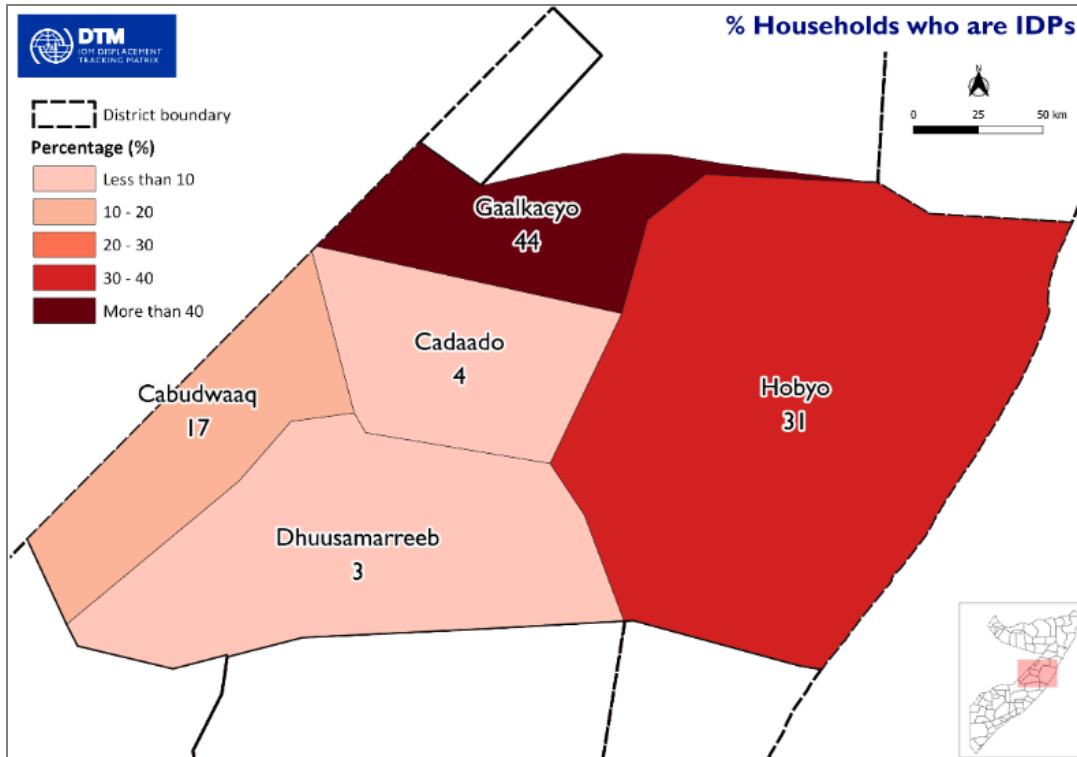 DTM
IOM DISPLACEMENT
TRACKING MATRIX
% Households who are IDPs
N
0 25 50 km
District boundary
Percentage (%)
Less than 10
10 - 20
20 - 30
30 - 40
More than 40
Gaalkacyo
44
Cadaado
4
Cabudwaaq
17
Hobyo
31
Dhuusamarreeb
3